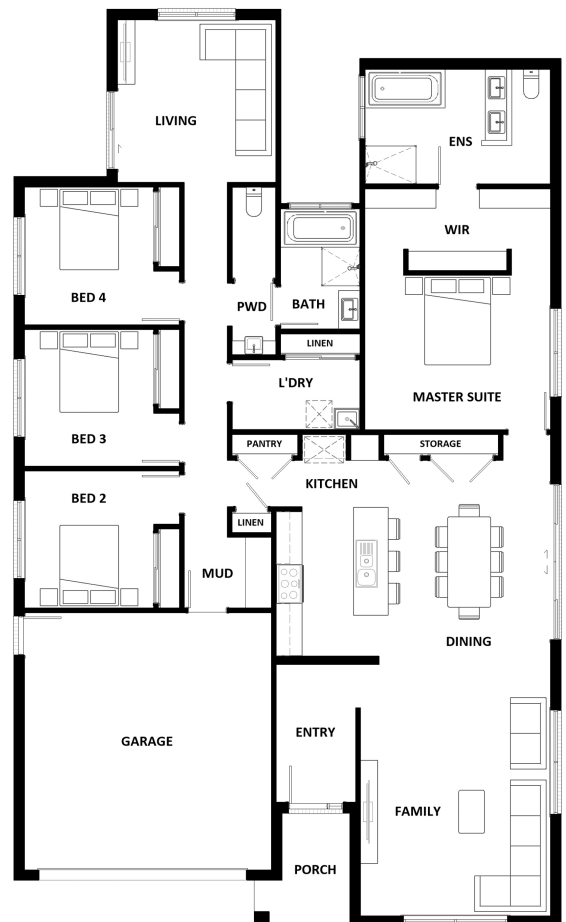 LIVING
ENS
WIR
BED 4
PWD
BATH
LINEN
L'DRY
MASTER SUITE
BED 3
PANTRY
STORAGE
KITCHEN
BED 2
LINEN
MUD
DINING
GARAGE
ENTRY
FAMILY
PORCH